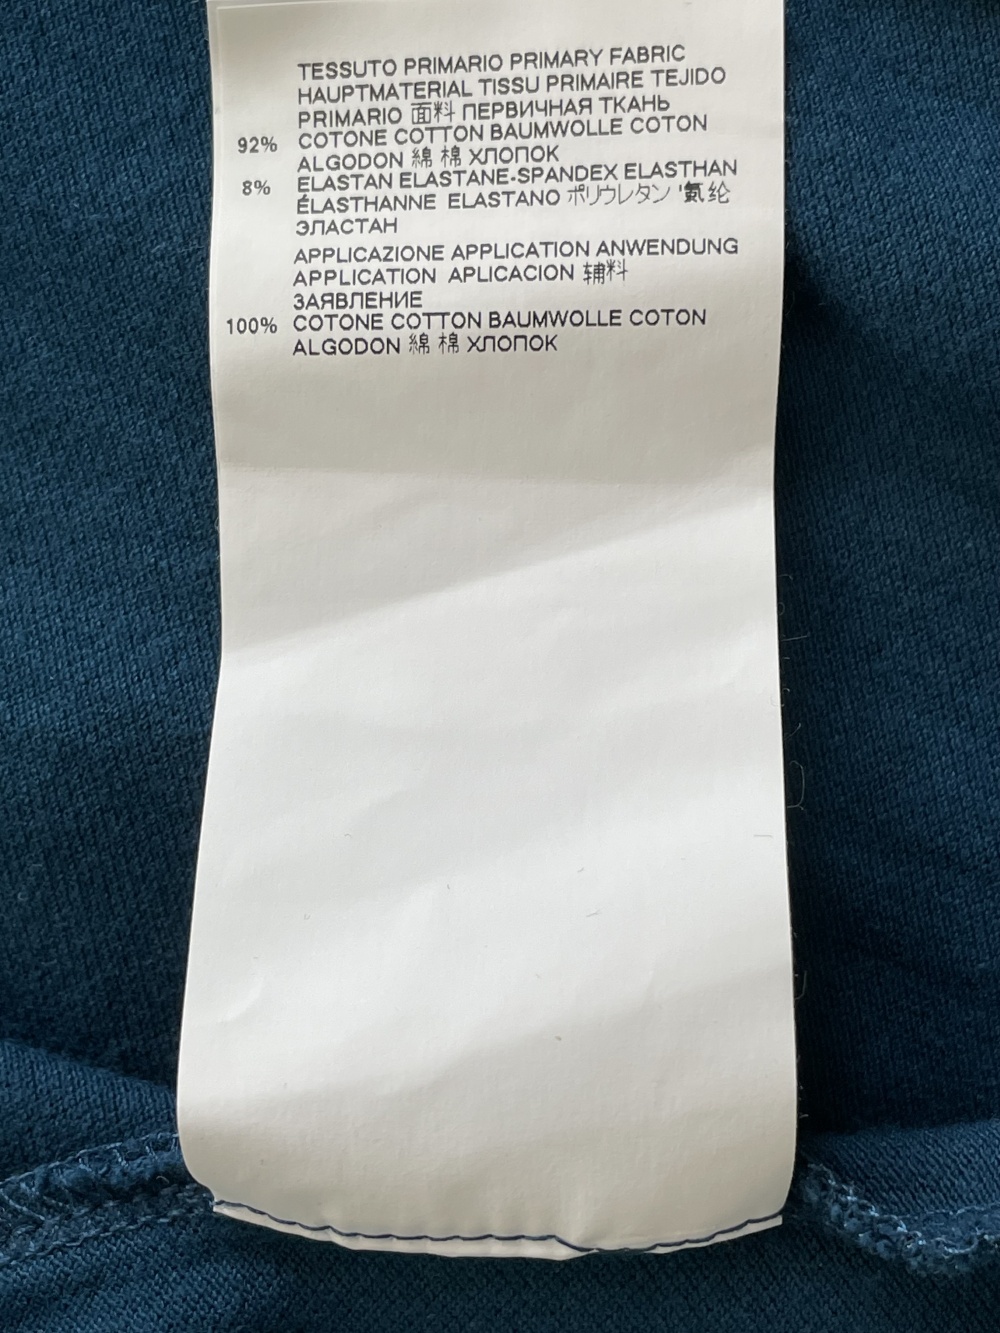 TESSUTO PRIMARIO PRIMARY FABRIC
HAUPTMATERIAL TISSU PRIMAIRE TEJIDO
PRIMARIO 面料 ПЕРВИЧНАЯ ТКАНЬ
92% COTONE COTTON BAUMWOLLE COTON
ALGODON 綿 棉 ХЛОПОК
8% ELASTAN ELASTANE-SPANDEX ELASTHAN
ÉLASTHANNE ELASTANO ポリウレタン '氨纶
ЭЛАСТАН
APPLICAZIONE APPLICATION ANWENDUNG
APPLICATION APLICACION 辅料
ЗАЯВЛЕНИЕ
100% COTONE COTTON BAUMWOLLE COTON
ALGODON 綿 棉 ХЛОПОК